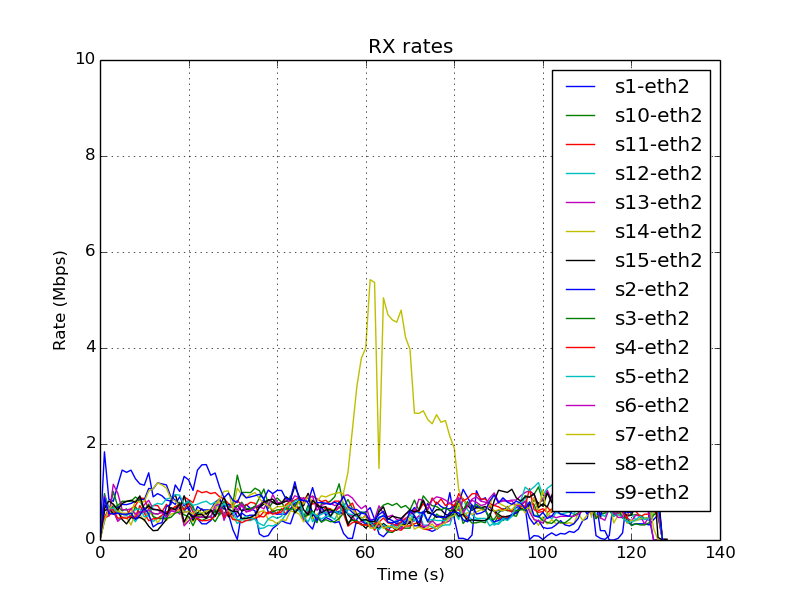 RX rates
10
8
6
4
2
0
Rate (Mbps)
s1-eth2
s10-eth2
s11-eth2
s12-eth2
s13-eth2
s14-eth2
s15-eth2
s2-eth2
s3-eth2
s4-eth2
s5-eth2
s6-eth2
s7-eth2
s8-eth2
s9-eth2
0 20 40 60 80 100 120 140
Time (s)